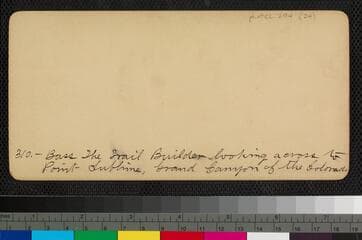 310.- Bass The Trail Builder looking across to
Point Sublime, Grand Canyon of the Colorado